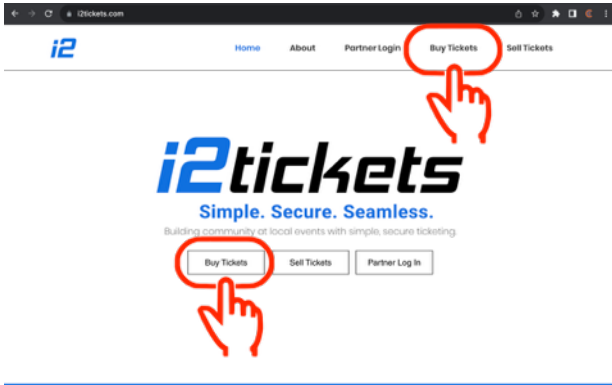 i2tickets.com
i2 Home About Partner Login Buy Tickets Sell Tickets
i2tickets
Simple. Secure. Seamless.
Building community at local events with simple, secure ticketing.
Buy Tickets Sell Tickets Partner Log In